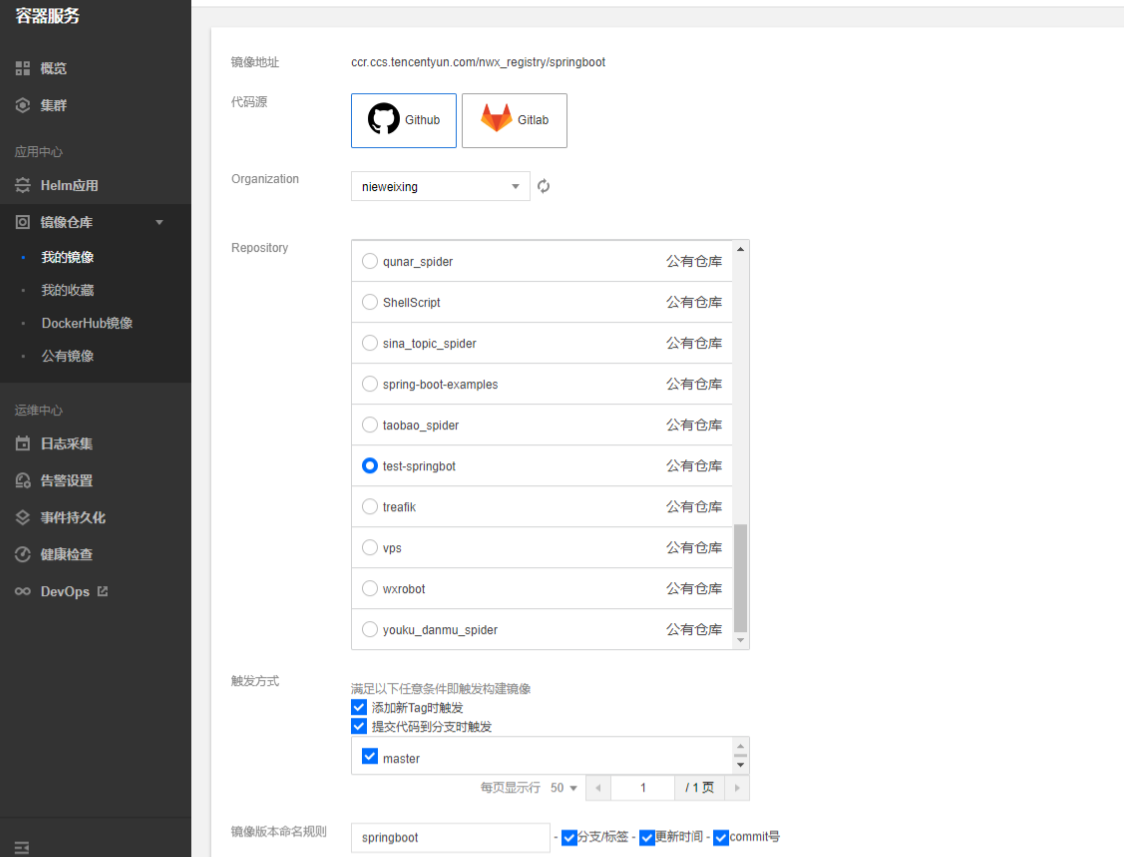 容器服务
概览
集群
应用中心
Helm应用
镜像仓库
我的镜像
我的收藏
DockerHub镜像
公有镜像
运维中心
日志采集
告警设置
事件持久化
健康检查
DevOps
镜像地址 ccr.ccs.tencentyun.com/nwx_registry/springboot
代码源 Github Gitlab
Organization nieweixing
Repository
qunar_spider 公有仓库
ShellScript 公有仓库
sina_topic_spider 公有仓库
spring-boot-examples 公有仓库
taobao_spider 公有仓库
test-springbot 公有仓库
treafik 公有仓库
vps 公有仓库
wxrobot 公有仓库
youku_danmu_spider 公有仓库
触发方式 满足以下任意条件即触发构建镜像
添加新Tag时触发
提交代码到分支时触发
master
每页显示行 50 1 / 1 页
镜像版本命名规则 springboot - 分支/标签 - 更新时间 - commit号